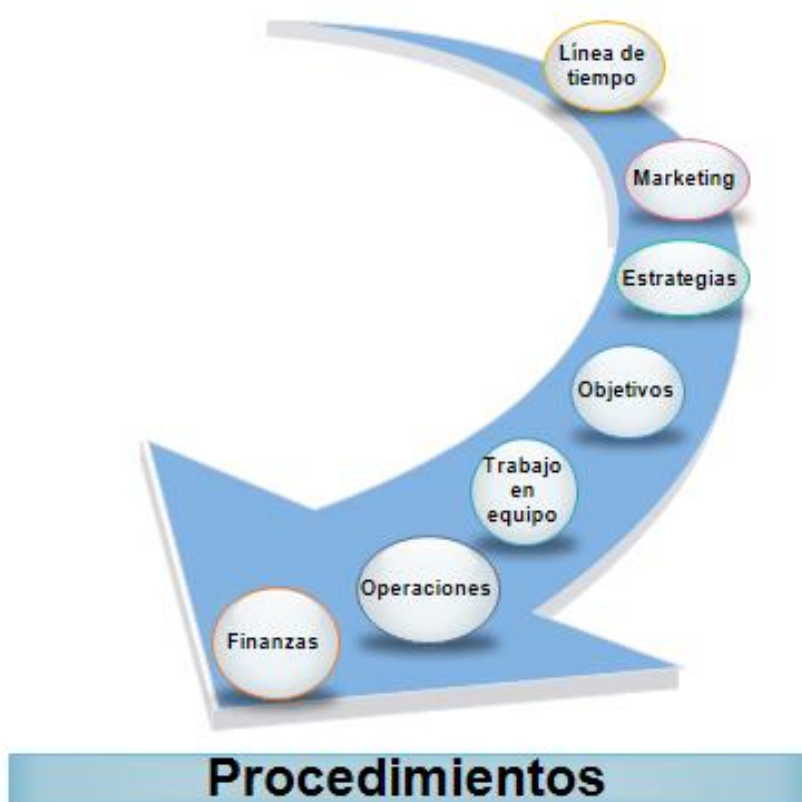 Línea de
tiempo
Marketing
Estrategias
Objetivos
Trabajo
en
equipo
Operaciones
Finanzas
Procedimientos